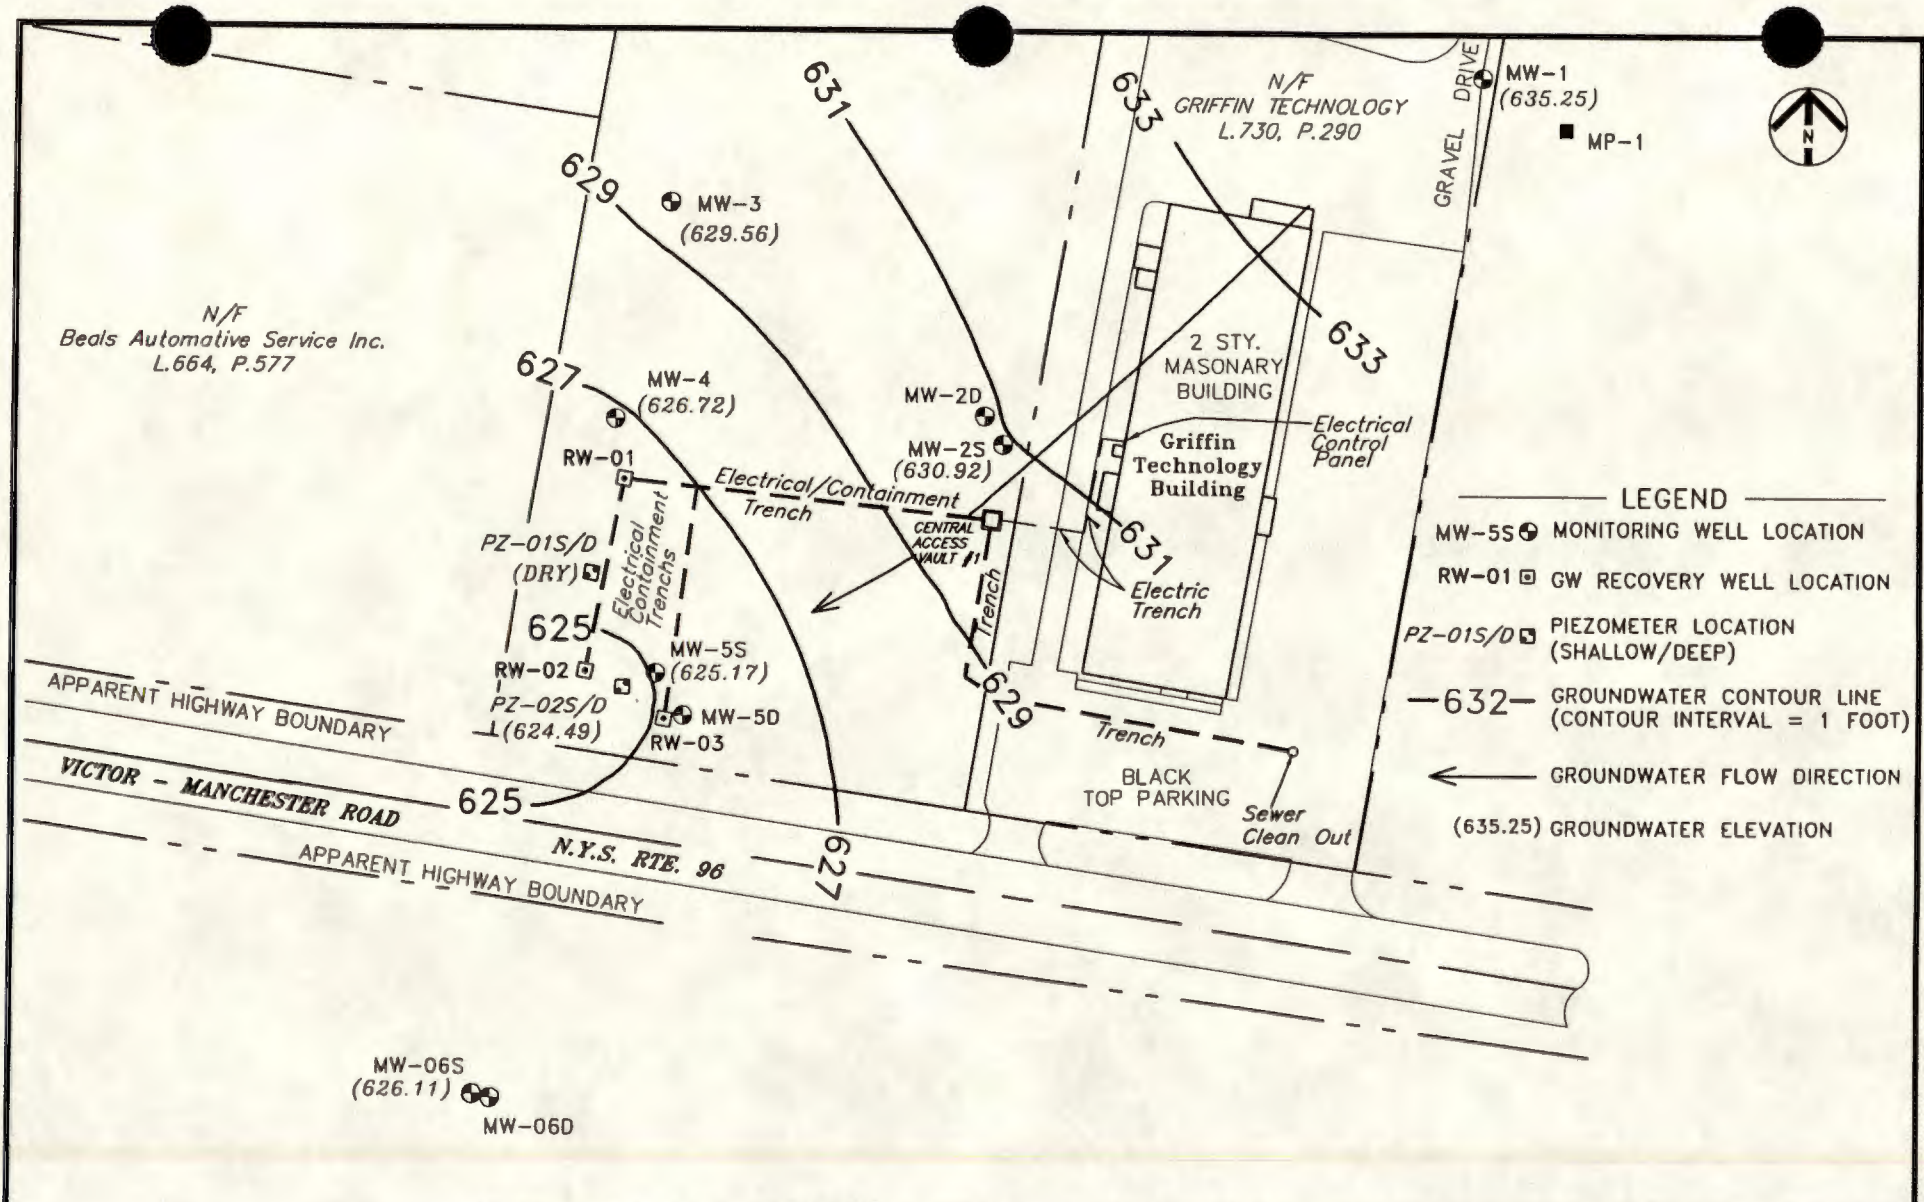 631
633
N/F
GRIFFIN TECHNOLOGY
L.730, P.290
GRAVEL DRIVE
MW-1
(635.25)
MP-1
N
629
MW-3
(629.56)
N/F
Beals Automative Service Inc.
L.664, P.577
627
MW-4
(626.72)
RW-01
MW-2D
MW-2S
(630.92)
2 STY.
MASONARY
BUILDING
633
Electrical
Control
Panel
Griffin
Technology
Building
Electrical/Containment
Trench
CENTRAL
ACCESS
VAULT #1
631
Electric
Trench
Trench
PZ-01S/D
(DRY)
Electrical
Containment
Trenchs
625
RW-02
MW-5S
(625.17)
PZ-02S/D
(624.49)
MW-5D
RW-03
629
Trench
BLACK
TOP PARKING
Sewer
Clean Out
APPARENT HIGHWAY BOUNDARY
VICTOR - MANCHESTER ROAD
625
N.Y.S. RTE. 96
627
APPARENT HIGHWAY BOUNDARY
MW-06S
(626.11)
MW-06D
LEGEND
MW-5S MONITORING WELL LOCATION
RW-01 GW RECOVERY WELL LOCATION
PZ-01S/D PIEZOMETER LOCATION
(SHALLOW/DEEP)
—632— GROUNDWATER CONTOUR LINE
(CONTOUR INTERVAL = 1 FOOT)
GROUNDWATER FLOW DIRECTION
(635.25) GROUNDWATER ELEVATION